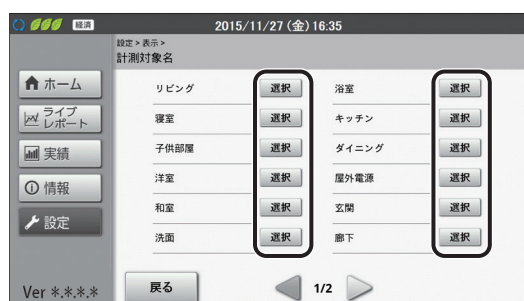 経済
2015/11/27 (金) 16:35
設定 > 表示 >
計測対象名
ホーム
ライブ
レポート
実績
情報
設定
Ver *.*.*.*
リビング 選択 浴室 選択
寝室 選択 キッチン 選択
子供部屋 選択 ダイニング 選択
洋室 選択 屋外電源 選択
和室 選択 玄関 選択
洗面 選択 廊下 選択
戻る 1/2